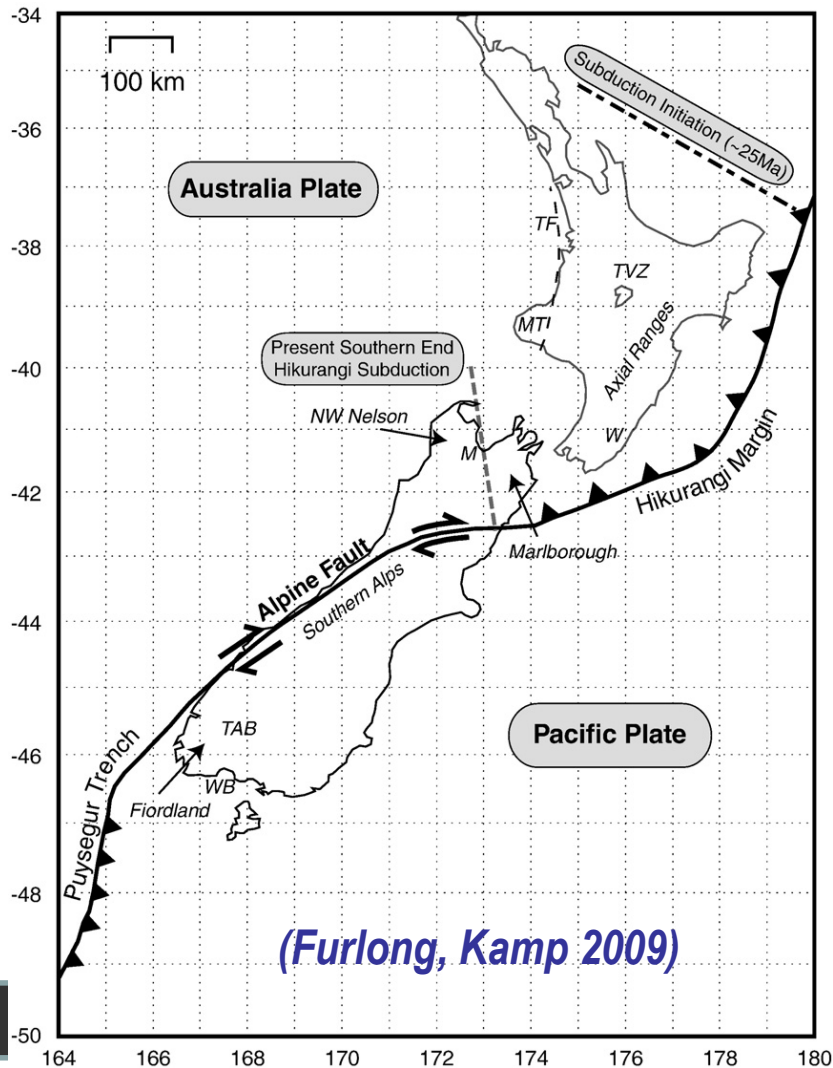 -34
-36
-38
-40
-42
-44
-46
-48
-50
100 km
Subduction Initiation (~25Ma)
Australia Plate
TF
TVZ
MT
Axial Ranges
Present Southern End
Hikurangi Subduction
NW Nelson
M
W
Hikurangi Margin
Marlborough
Alpine Fault
Southern Alps
TAB
Pacific Plate
Puysegur Trench
WB
Fiordland
(Furlong, Kamp 2009)
164
166
168
170
172
174
176
178
180